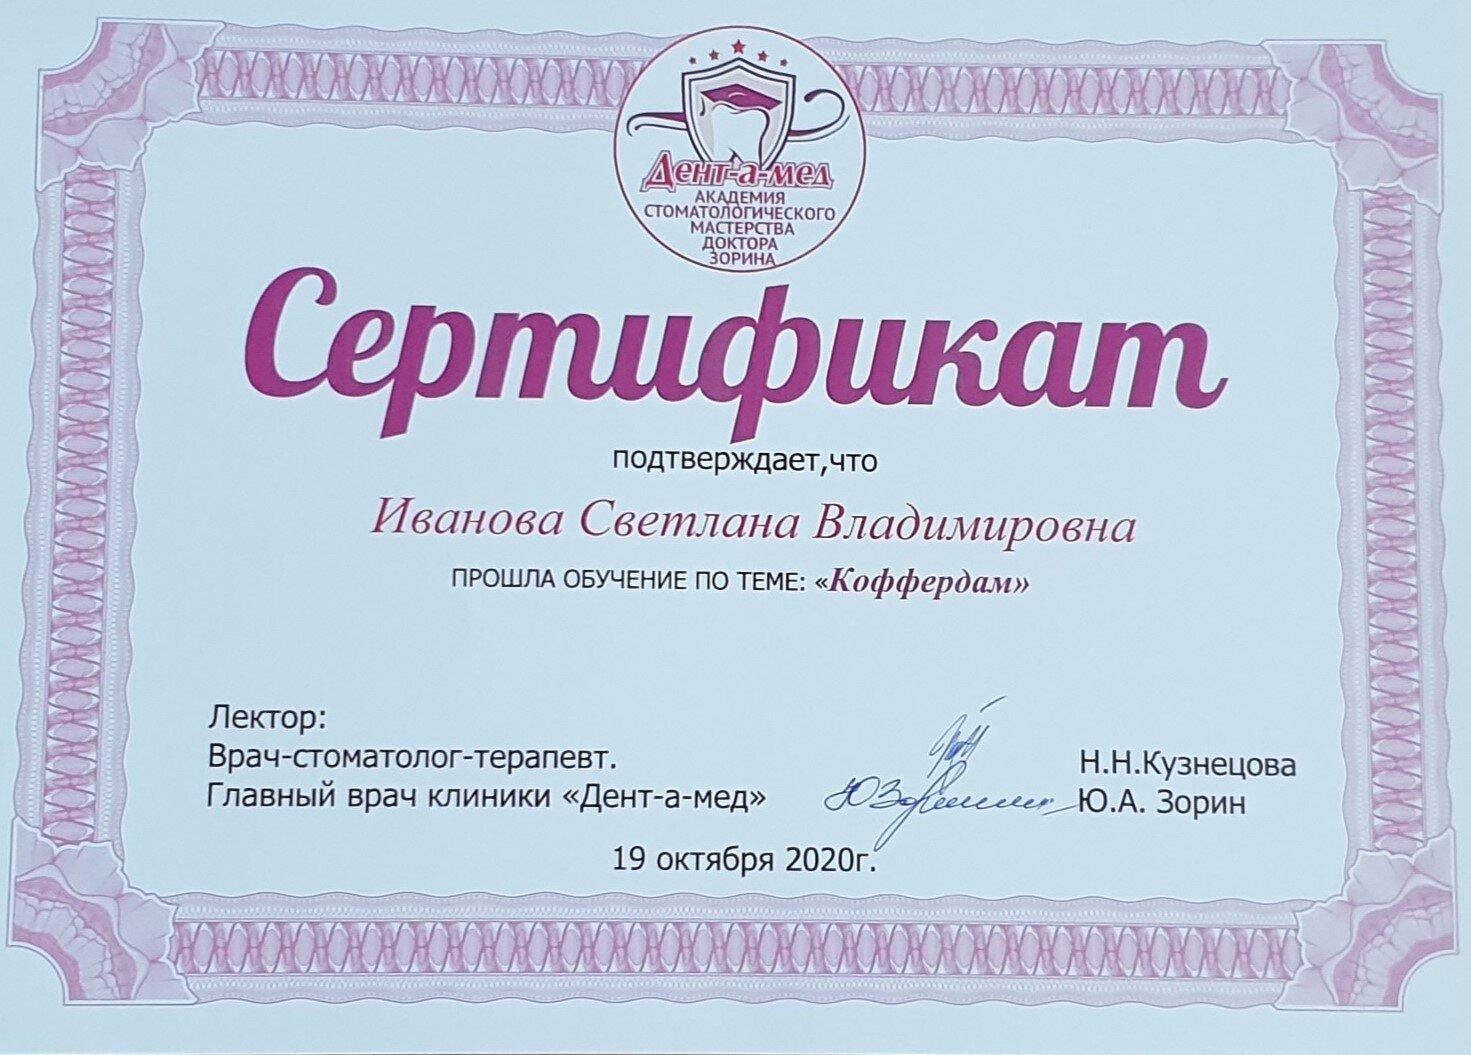 Дент-а-мед
АКАДЕМИЯ
СТОМАТОЛОГИЧЕСКОГО
МАСТЕРСТВА
ДОКТОРА
ЗОРИНА
Сертификат
подтверждает,что
Иванова Светлана Владимировна
ПРОШЛА ОБУЧЕНИЕ ПО ТЕМЕ: «Коффердам»
Лектор:
Врач-стоматолог-терапевт. Н.Н.Кузнецова
Главный врач клиники «Дент-а-мед» Ю.А. Зорин
19 октября 2020г.